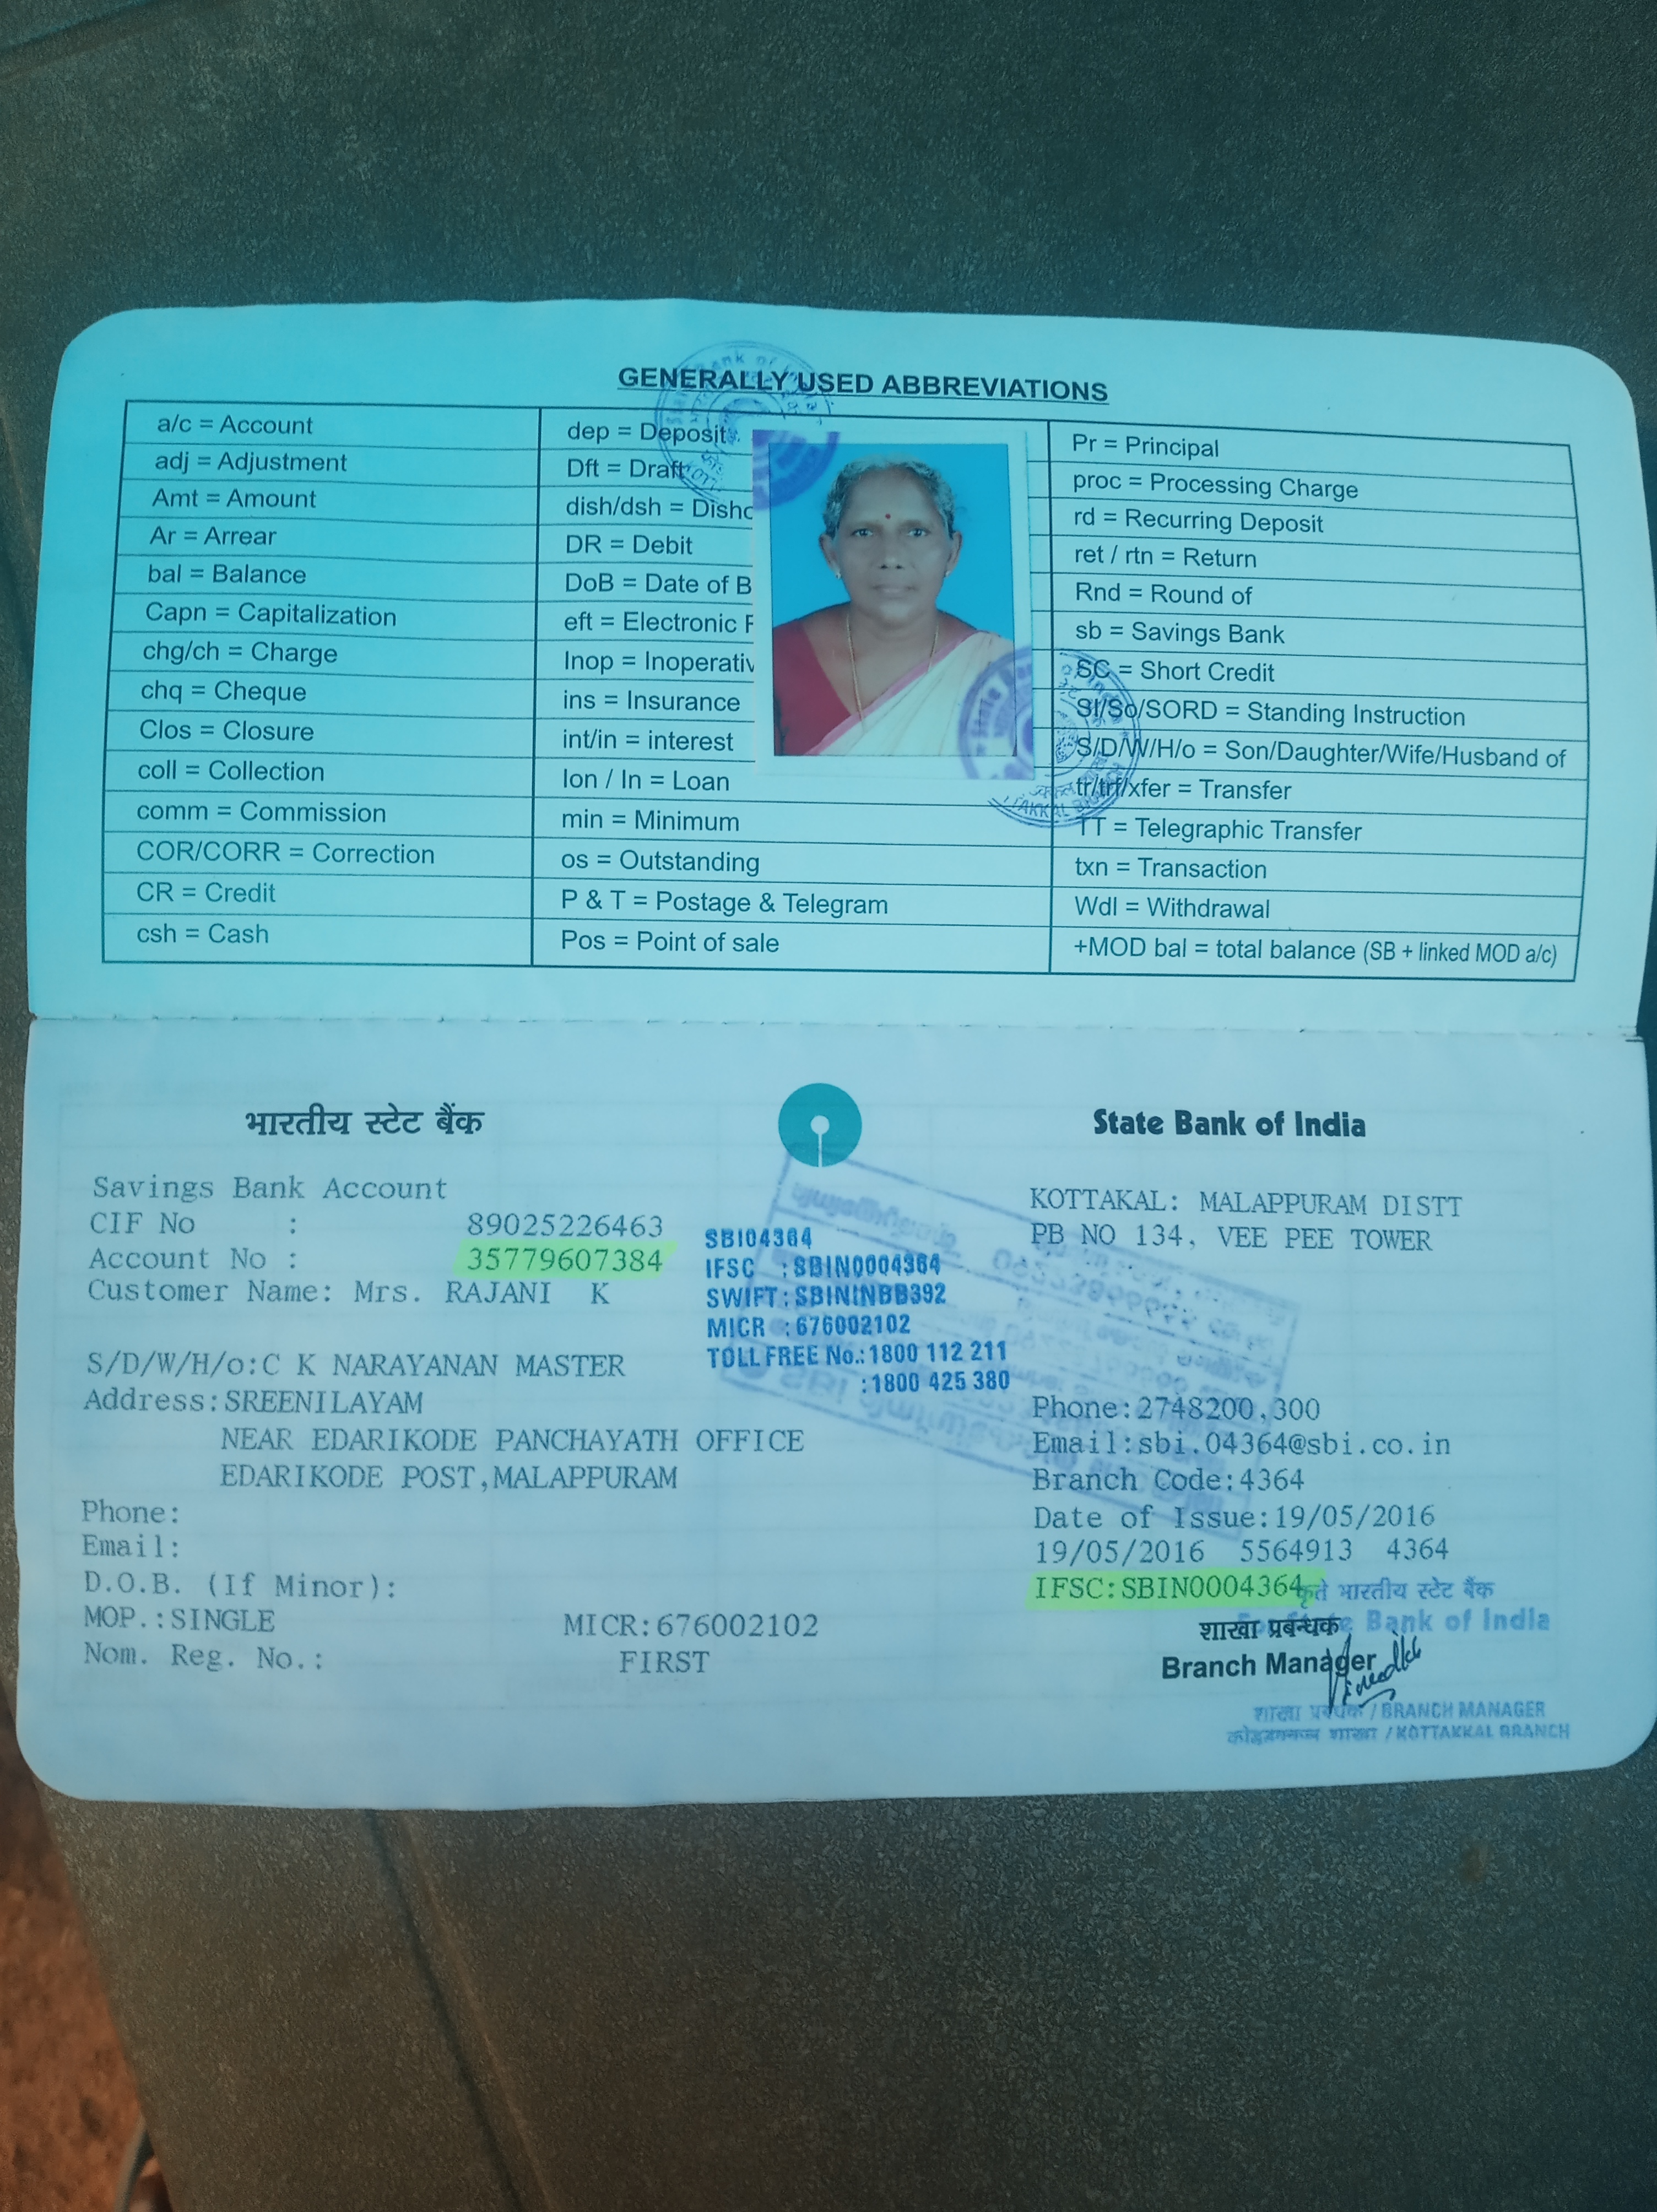 GENERALLY USED ABBREVIATIONS
a/c = Account
adj = Adjustment
Amt = Amount
Ar = Arrear
bal = Balance
Capn = Capitalization
chg/ch = Charge
chq = Cheque
Clos = Closure
coll = Collection
comm = Commission
COR/CORR = Correction
CR = Credit
csh = Cash
dep = Deposit
Dft = Draft
dish/dsh = Disho
DR = Debit
DoB = Date of B
eft = Electronic F
Inop = Inoperativ
ins = Insurance
int/in = interest
lon / ln = Loan
min = Minimum
os = Outstanding
P & T = Postage & Telegram
Pos = Point of sale
Pr = Principal
proc = Processing Charge
rd = Recurring Deposit
ret / rtn = Return
Rnd = Round of
sb = Savings Bank
SC = Short Credit
SI/So/SORD = Standing Instruction
S/D/W/H/o = Son/Daughter/Wife/Husband of
tr/trf/xfer = Transfer
TT = Telegraphic Transfer
txn = Transaction
Wdl = Withdrawal
+MOD bal = total balance (SB + linked MOD a/c)
भारतीय स्टेट बैंक
State Bank of India
Savings Bank Account
CIF No : 89025226463
Account No : 35779607384
Customer Name: Mrs. RAJANI K
S/D/W/H/o:C K NARAYANAN MASTER
Address:SREENILAYAM
NEAR EDARIKODE PANCHAYATH OFFICE
EDARIKODE POST,MALAPPURAM
Phone:
Email:
D.O.B. (If Minor):
MOP.:SINGLE MICR:676002102
Nom. Reg. No.: FIRST
SBI04364
IFSC :SBIN0004364
SWIFT:SBININBB392
MICR :676002102
TOLL FREE No.:1800 112 211
:1800 425 380
KOTTAKAL: MALAPPURAM DISTT
PB NO 134, VEE PEE TOWER
Phone:2748200,300
Email:sbi.04364@sbi.co.in
Branch Code:4364
Date of Issue:19/05/2016
19/05/2016 5564913 4364
IFSC:SBIN0004364
कृते भारतीय स्टेट बैंक
For State Bank of India
शाखा प्रबन्धक
Branch Manager
शाखा प्रबंधक / BRANCH MANAGER
शाखा / KOTTAKKAL BRANCH